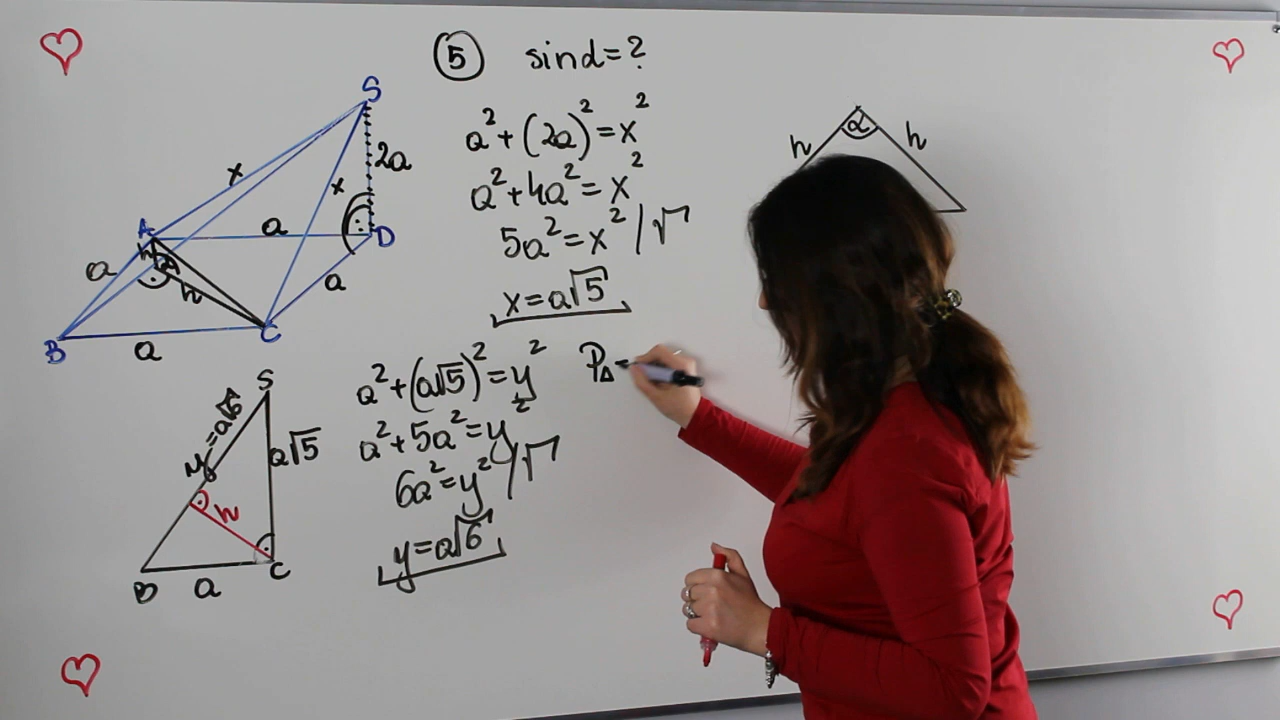 5 sinα=?
S
2a
x
x
A
a
D
a
h
α
h
a
B
a
C
a²+(2a)²=x²
a²+4a²=x²
5a²=x² /√
x=a√5
α
h
h
S
y=a√6
a√5
h
B
a
C
a²+(a√5)²=y²
a²+5a²=y²
6a²=y² /√
y=a√6
P△=